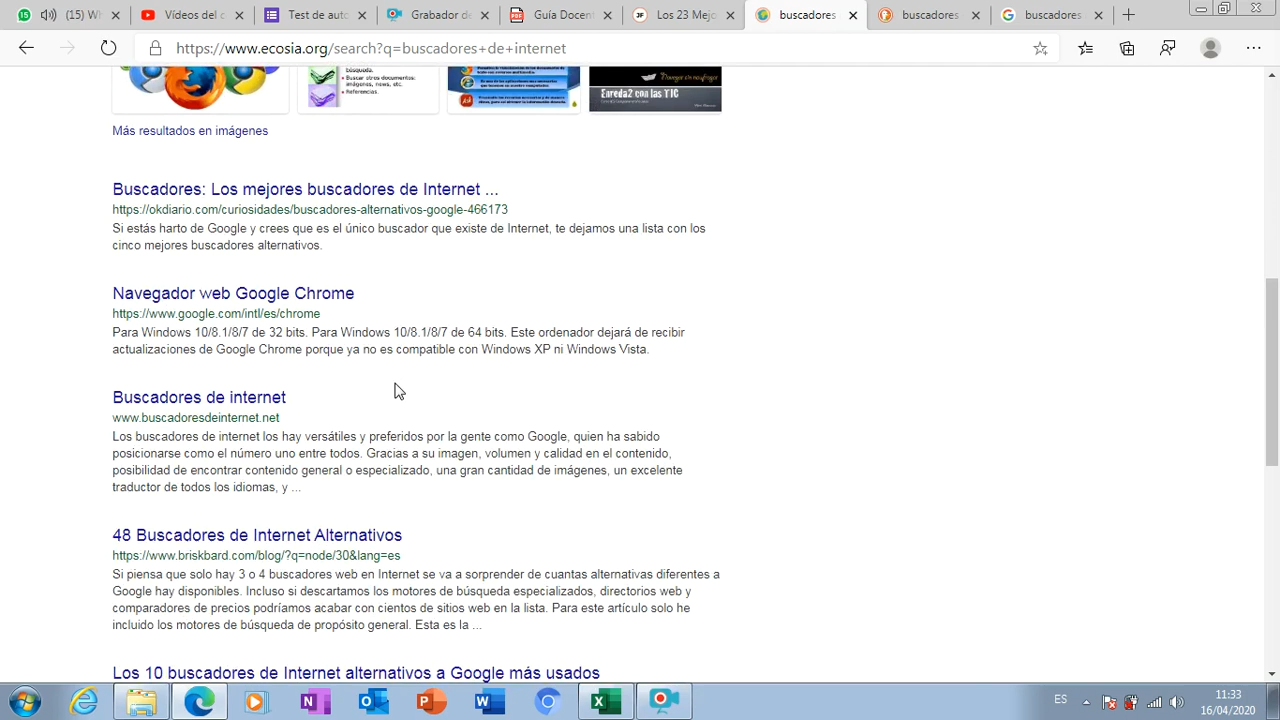 (15) W
Vídeos del c
Test de auto
Grabador de
Guía Docent
Los 23 Mejo
buscadores
buscadores
buscadores
https://www.ecosia.org/search?q=buscadores+de+internet
búsqueda.
• Buscar otros documentos:
imágenes, news, etc.
• Referencias.
Enreda2 con las TIC
Más resultados en imágenes
Buscadores: Los mejores buscadores de Internet ...
https://okdiario.com/curiosidades/buscadores-alternativos-google-466173
Si estás harto de Google y crees que es el único buscador que existe de Internet, te dejamos una lista con los
cinco mejores buscadores alternativos.
Navegador web Google Chrome
https://www.google.com/intl/es/chrome
Para Windows 10/8.1/8/7 de 32 bits. Para Windows 10/8.1/8/7 de 64 bits. Este ordenador dejará de recibir
actualizaciones de Google Chrome porque ya no es compatible con Windows XP ni Windows Vista.
Buscadores de internet
www.buscadoresdeinternet.net
Los buscadores de internet los hay versátiles y preferidos por la gente como Google, quien ha sabido
posicionarse como el número uno entre todos. Gracias a su imagen, volumen y calidad en el contenido,
posibilidad de encontrar contenido general o especializado, una gran cantidad de imágenes, un excelente
traductor de todos los idiomas, y ...
48 Buscadores de Internet Alternativos
https://www.briskbard.com/blog/?q=node/30&lang=es
Si piensa que solo hay 3 o 4 buscadores web en Internet se va a sorprender de cuantas alternativas diferentes a
Google hay disponibles. Incluso si descartamos los motores de búsqueda especializados, directorios web y
comparadores de precios podríamos acabar con cientos de sitios web en la lista. Para este artículo solo he
incluido los motores de búsqueda de propósito general. Esta es la ...
Los 10 buscadores de Internet alternativos a Google más usados
ES
11:33
16/04/2020